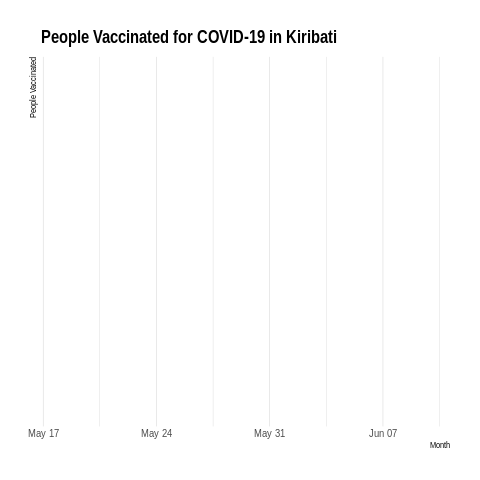 People Vaccinated for COVID-19 in Kiribati
People Vaccinated
May 17
May 24
May 31
Jun 07
Month